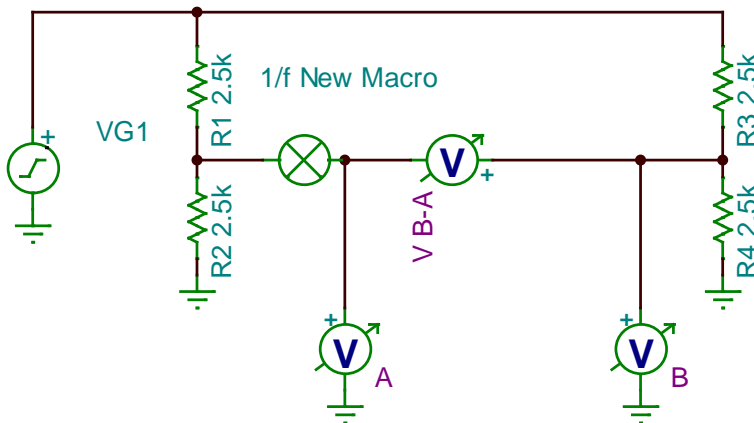 1/f New Macro
VG1
+
R1 2.5k
R3 2.5k
V
+
V B-A
R2 2.5k
R4 2.5k
+
V
A
+
V
B